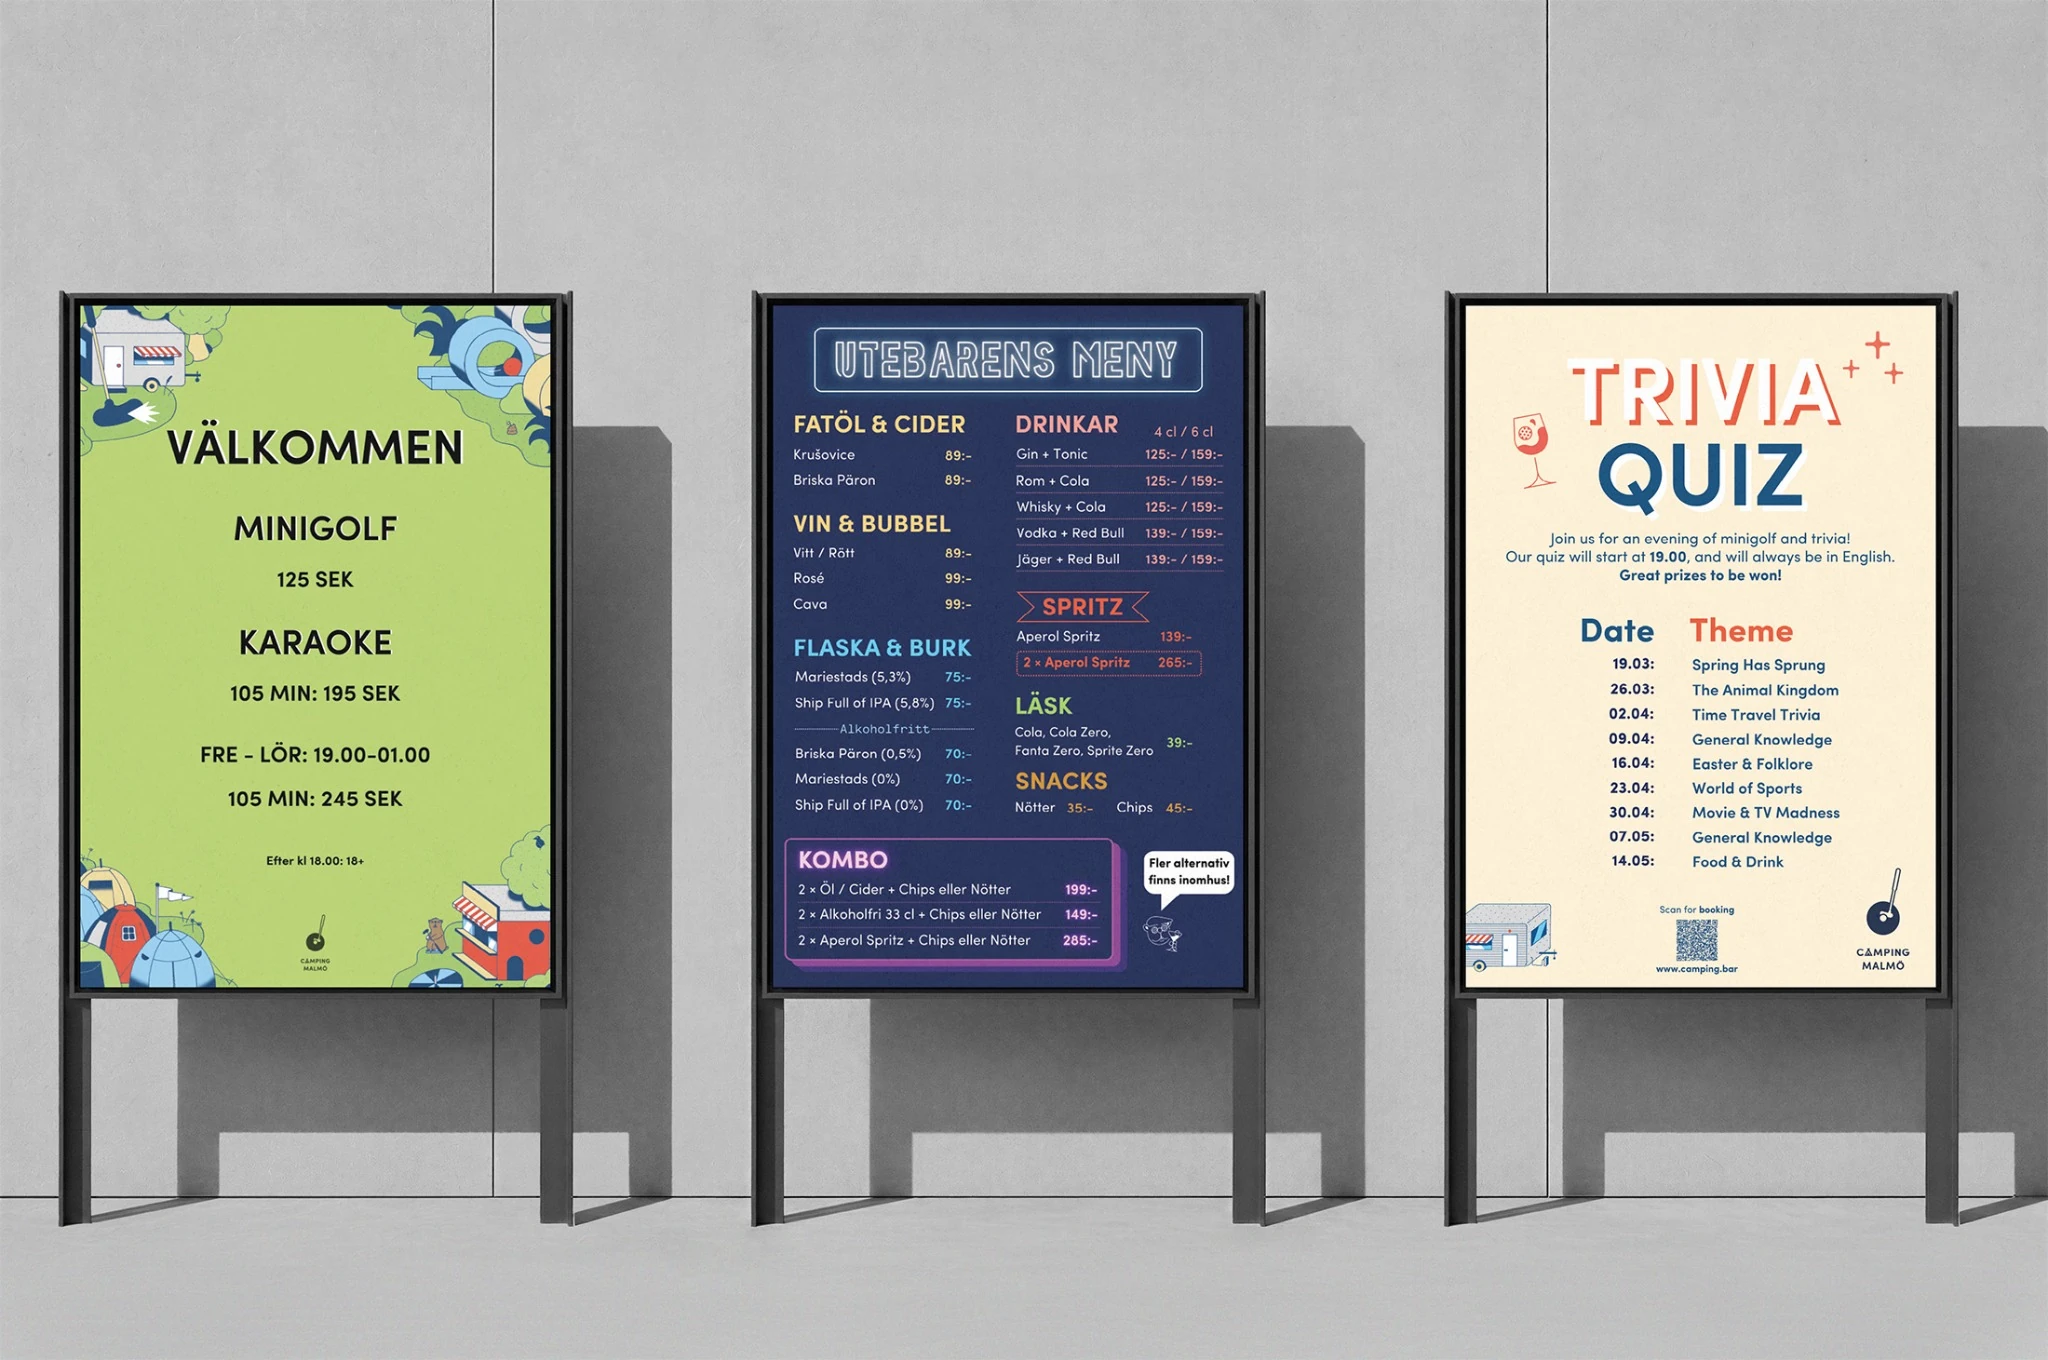 VÄLKOMMEN
MINIGOLF
125 SEK
KARAOKE
105 MIN: 195 SEK
FRE - LÖR: 19.00-01.00
105 MIN: 245 SEK
Efter kl 18.00: 18+
CAMPING
MALMÖ
UTEBARENS MENY
FATÖL & CIDER
Krušovice 89:-
Briska Päron 89:-
VIN & BUBBEL
Vitt / Rött 89:-
Rosé 99:-
Cava 99:-
FLASKA & BURK
Mariestads (5,3%) 75:-
Ship Full of IPA (5,8%) 75:-
Alkoholfritt
Briska Päron (0,5%) 70:-
Mariestads (0%) 70:-
Ship Full of IPA (0%) 70:-
DRINKAR 4 cl / 6 cl
Gin + Tonic 125:- / 159:-
Rom + Cola 125:- / 159:-
Whisky + Cola 125:- / 159:-
Vodka + Red Bull 139:- / 159:-
Jäger + Red Bull 139:- / 159:-
SPRITZ
Aperol Spritz 139:-
2 × Aperol Spritz 265:-
LÄSK
Cola, Cola Zero,
Fanta Zero, Sprite Zero 39:-
SNACKS
Nötter 35:- Chips 45:-
KOMBO
2 × Öl / Cider + Chips eller Nötter 199:-
2 × Alkoholfri 33 cl + Chips eller Nötter 149:-
2 × Aperol Spritz + Chips eller Nötter 285:-
Fler alternativ
finns inomhus!
TRIVIA
QUIZ
Join us for an evening of minigolf and trivia!
Our quiz will start at 19.00, and will always be in English.
Great prizes to be won!
Date Theme
19.03: Spring Has Sprung
26.03: The Animal Kingdom
02.04: Time Travel Trivia
09.04: General Knowledge
16.04: Easter & Folklore
23.04: World of Sports
30.04: Movie & TV Madness
07.05: General Knowledge
14.05: Food & Drink
Scan for booking
www.camping.bar
CAMPING
MALMÖ